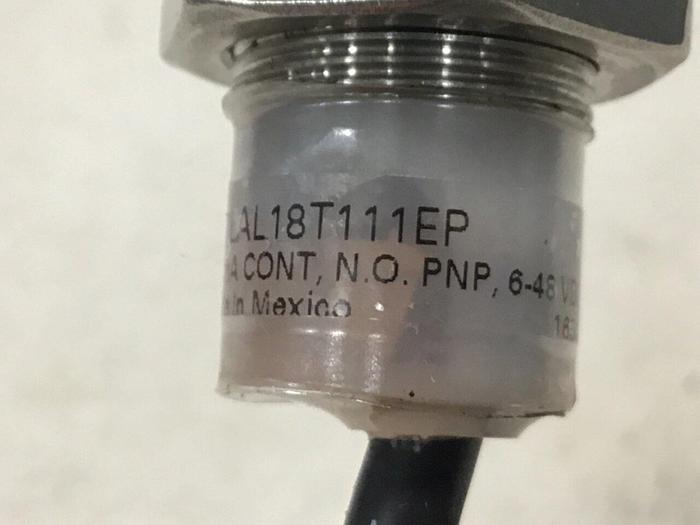 LAL18T111EP
A CONT, N.O. PNP, 6-48 V
In Mexico